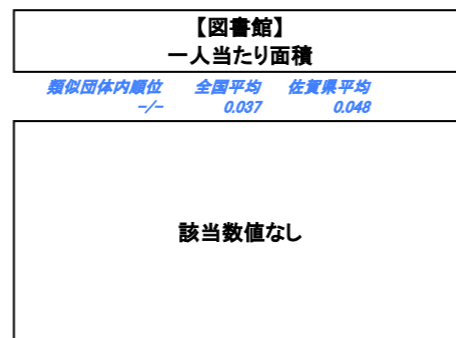 【図書館】
一人当たり面積
類似団体内順位 全国平均 佐賀県平均
-/- 0.037 0.048
該当数値なし